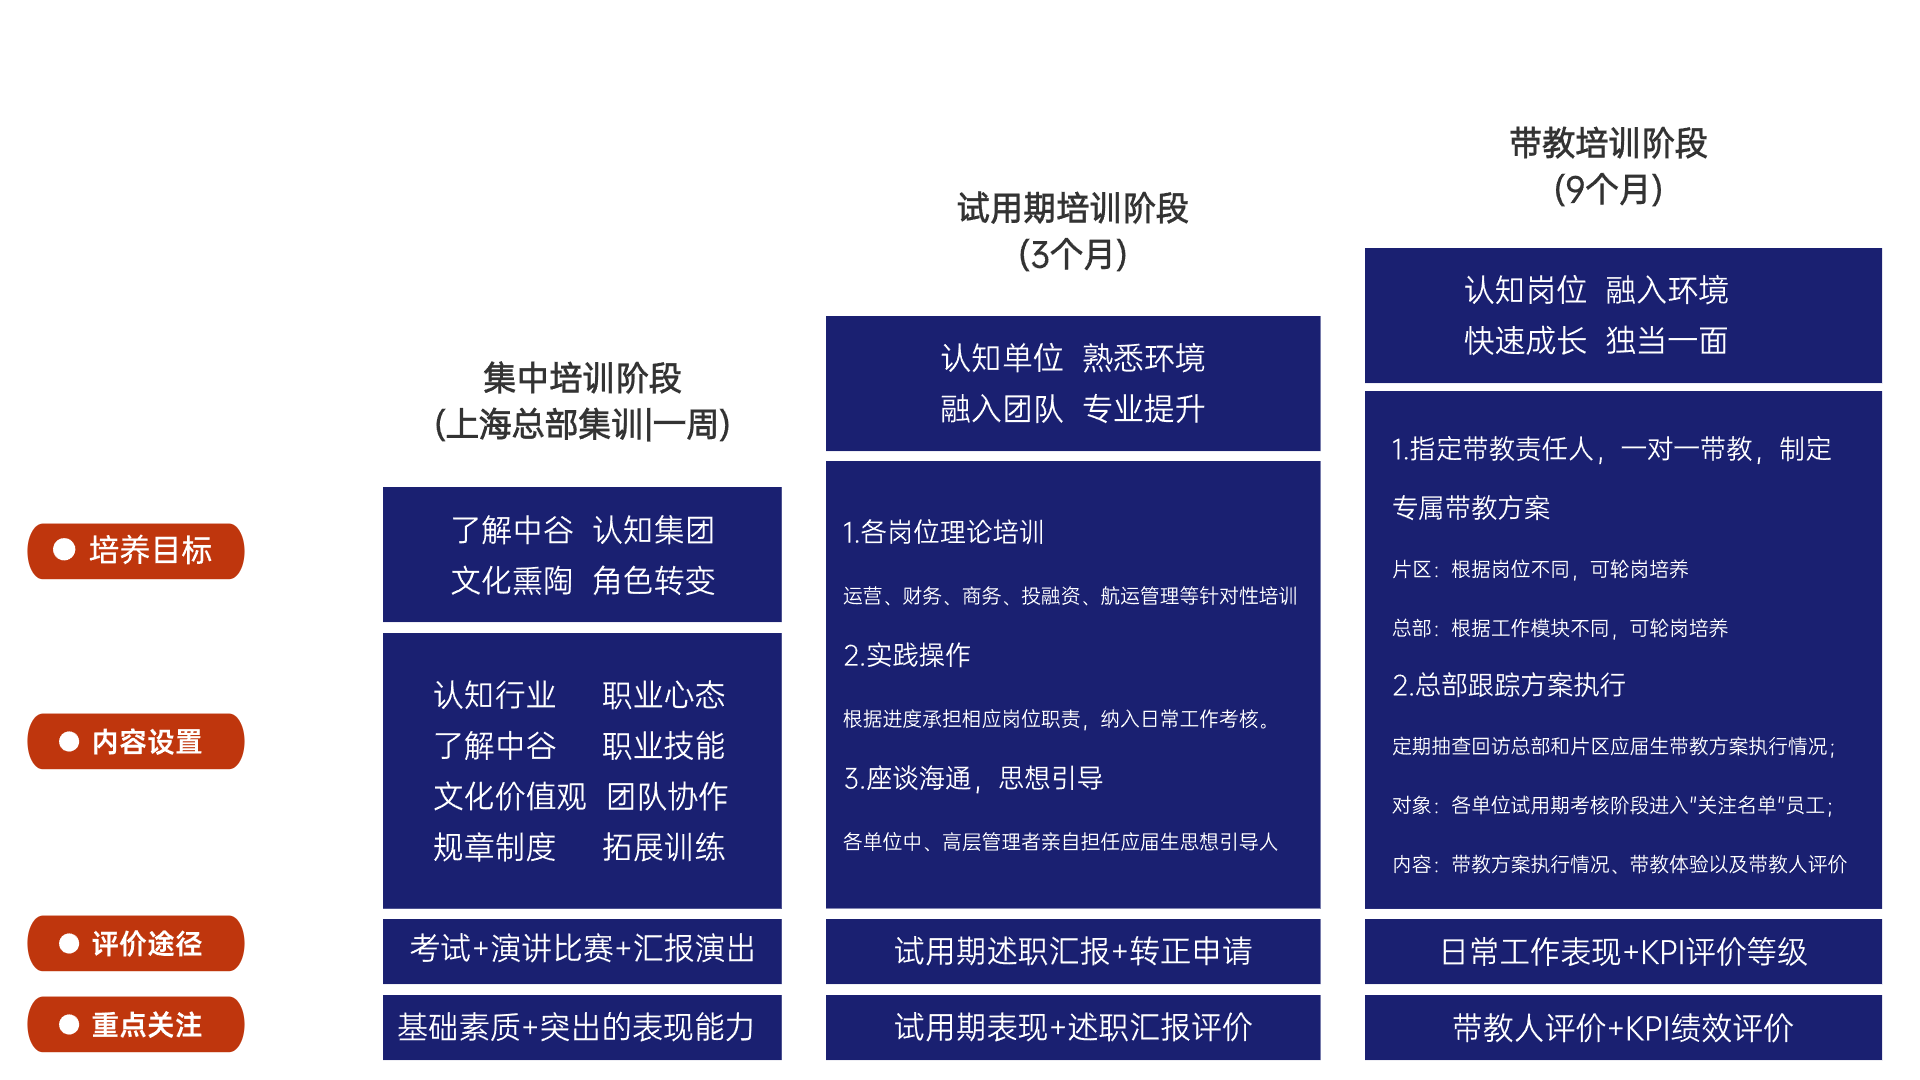 带教培训阶段
(9个月)
试用期培训阶段
(3个月)
集中培训阶段
(上海总部集训|一周)
培养目标
了解中谷 认知集团
文化熏陶 角色转变
认知单位 熟悉环境
融入团队 专业提升
认知岗位 融入环境
快速成长 独当一面
内容设置
认知行业 职业心态
了解中谷 职业技能
文化价值观 团队协作
规章制度 拓展训练
1.各岗位理论培训
运营、财务、商务、投融资、航运管理等针对性培训
2.实践操作
根据进度承担相应岗位职责，纳入日常工作考核。
3.座谈海通，思想引导
各单位中、高层管理者亲自担任应届生思想引导人
1.指定带教责任人，一对一带教，制定
专属带教方案
片区：根据岗位不同，可轮岗培养
总部：根据工作模块不同，可轮岗培养
2.总部跟踪方案执行
定期抽查回访总部和片区应届生带教方案执行情况；
对象：各单位试用期考核阶段进入"关注名单"员工；
内容：带教方案执行情况、带教体验以及带教人评价
评价途径
考试+演讲比赛+汇报演出
试用期述职汇报+转正申请
日常工作表现+KPI评价等级
重点关注
基础素质+突出的表现能力
试用期表现+述职汇报评价
带教人评价+KPI绩效评价